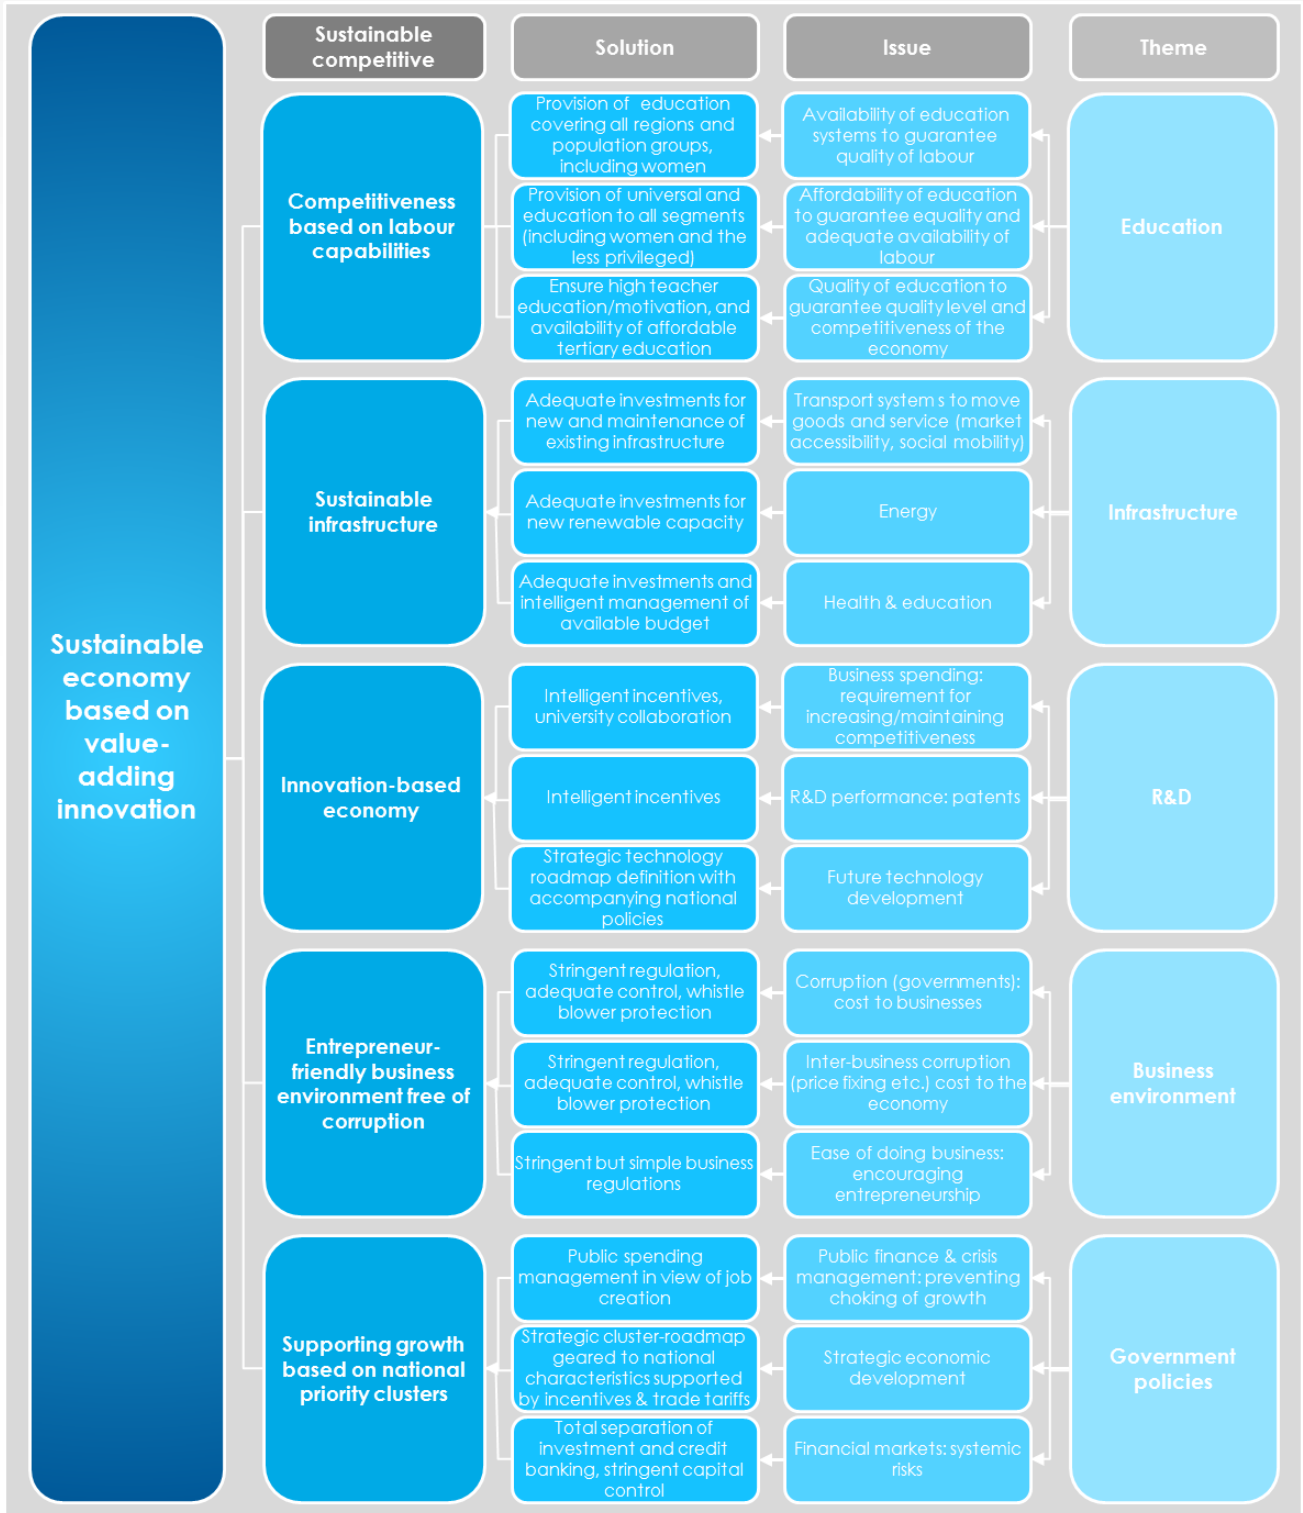 Sustainable
competitive
Solution
Issue
Theme
Sustainable
economy
based on
value-
adding
innovation
Competitiveness
based on labour
capabilities
Provision of education
covering all regions and
population groups,
including women
Availability of education
systems to guarantee
quality of labour
Provision of universal and
education to all segments
(including women and the
less privileged)
Affordability of education
to guarantee equality and
adequate availability of
labour
Ensure high teacher
education/motivation, and
availability of affordable
tertiary education
Quality of education to
guarantee quality level and
competitiveness of the
economy
Education
Sustainable
infrastructure
Adequate investments for
new and maintenance of
existing infrastructure
Transport system s to move
goods and service (market
accessibility, social mobility)
Adequate investments for
new renewable capacity
Energy
Adequate investments and
intelligent management of
available budget
Health & education
Infrastructure
Innovation-based
economy
Intelligent incentives,
university collaboration
Business spending:
requirement for
increasing/maintaining
competitiveness
Intelligent incentives
R&D performance: patents
Strategic technology
roadmap definition with
accompanying national
policies
Future technology
development
R&D
Entrepreneur-
friendly business
environment free of
corruption
Stringent regulation,
adequate control, whistle
blower protection
Corruption (governments):
cost to businesses
Stringent regulation,
adequate control, whistle
blower protection
Inter-business corruption
(price fixing etc.) cost to the
economy
Stringent but simple business
regulations
Ease of doing business:
encouraging
entrepreneurship
Business
environment
Supporting growth
based on national
priority clusters
Public spending
management in view of job
creation
Public finance & crisis
management: preventing
choking of growth
Strategic cluster-roadmap
geared to national
characteristics supported
by incentives & trade tariffs
Strategic economic
development
Total separation of
investment and credit
banking, stringent capital
control
Financial markets: systemic
risks
Government
policies